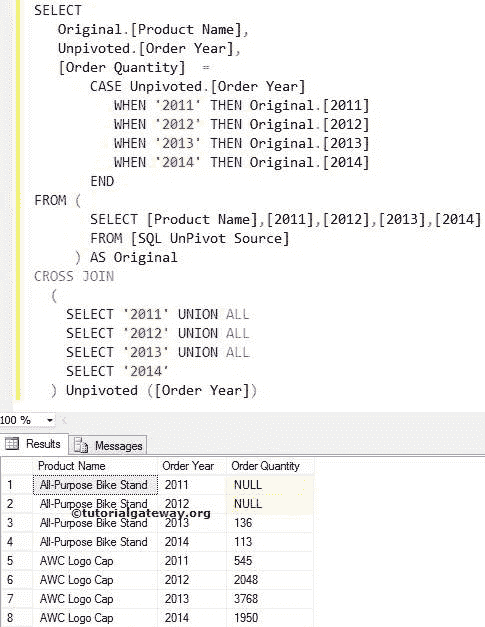 SELECT
Original.[Product Name],
Unpivoted.[Order Year],
[Order Quantity] =
CASE Unpivoted.[Order Year]
WHEN '2011' THEN Original.[2011]
WHEN '2012' THEN Original.[2012]
WHEN '2013' THEN Original.[2013]
WHEN '2014' THEN Original.[2014]
END
FROM (
SELECT [Product Name],[2011],[2012],[2013],[2014]
FROM [SQL UnPivot Source]
) AS Original
CROSS JOIN
(
SELECT '2011' UNION ALL
SELECT '2012' UNION ALL
SELECT '2013' UNION ALL
SELECT '2014'
) Unpivoted ([Order Year])
100 %
Results Messages
Product Name Order Year Order Quantity
1 All-Purpose Bike Stand 2011 NULL
2 All-Purpose Bike Stand 2012 NULL
©tutorialgateway.org
3 All-Purpose Bike Stand 2013 136
4 All-Purpose Bike Stand 2014 113
5 AWC Logo Cap 2011 545
6 AWC Logo Cap 2012 2048
7 AWC Logo Cap 2013 3768
8 AWC Logo Cap 2014 1950